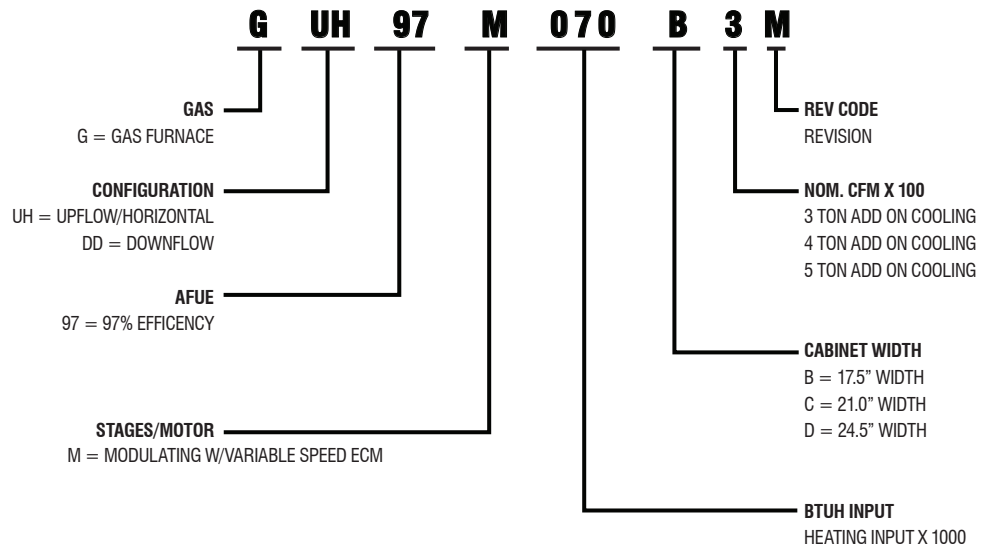 G UH 97 M 070 B 3 M
GAS
G = GAS FURNACE
CONFIGURATION
UH = UPFLOW/HORIZONTAL
DD = DOWNFLOW
AFUE
97 = 97% EFFICENCY
STAGES/MOTOR
M = MODULATING W/VARIABLE SPEED ECM
REV CODE
REVISION
NOM. CFM X 100
3 TON ADD ON COOLING
4 TON ADD ON COOLING
5 TON ADD ON COOLING
CABINET WIDTH
B = 17.5” WIDTH
C = 21.0” WIDTH
D = 24.5” WIDTH
BTUH INPUT
HEATING INPUT X 1000